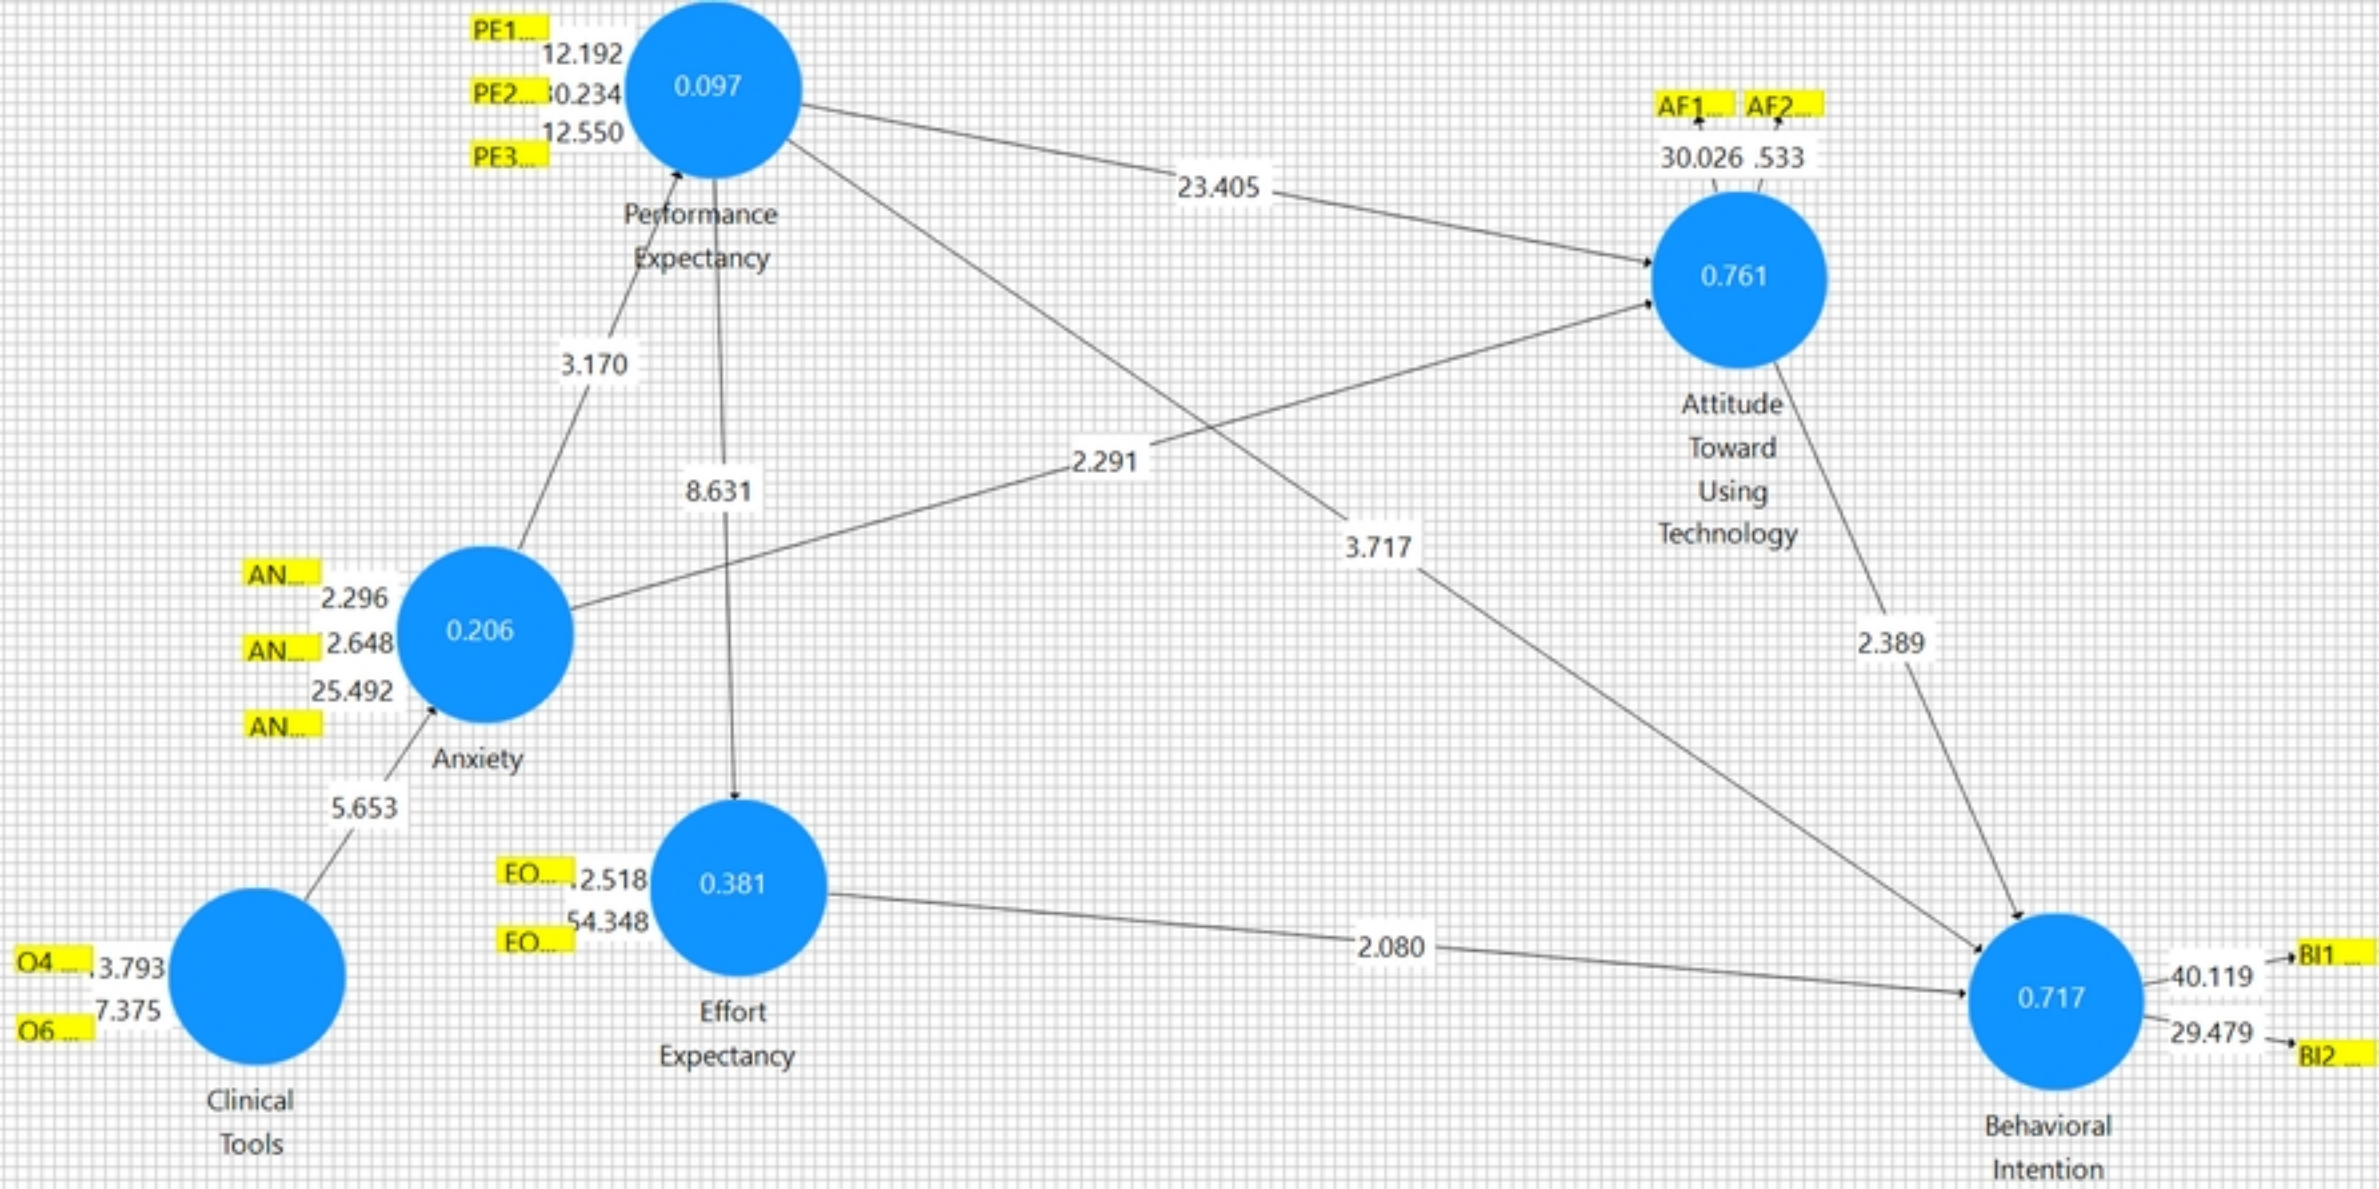 PE1...
12.192
PE2...
30.234
12.550
PE3...
0.097
Performance
Expectancy
AF1...
AF2...
30.026
.533
0.761
Attitude
Toward
Using
Technology
23.405
3.170
8.631
2.291
3.717
2.389
AN...
2.296
AN...
2.648
25.492
AN...
0.206
Anxiety
5.653
EO...
2.518
54.348
EO...
0.381
Effort
Expectancy
2.080
O4 ...
3.793
7.375
O6 ...
Clinical
Tools
0.717
40.119
BI1 ...
29.479
BI2 ...
Behavioral
Intention